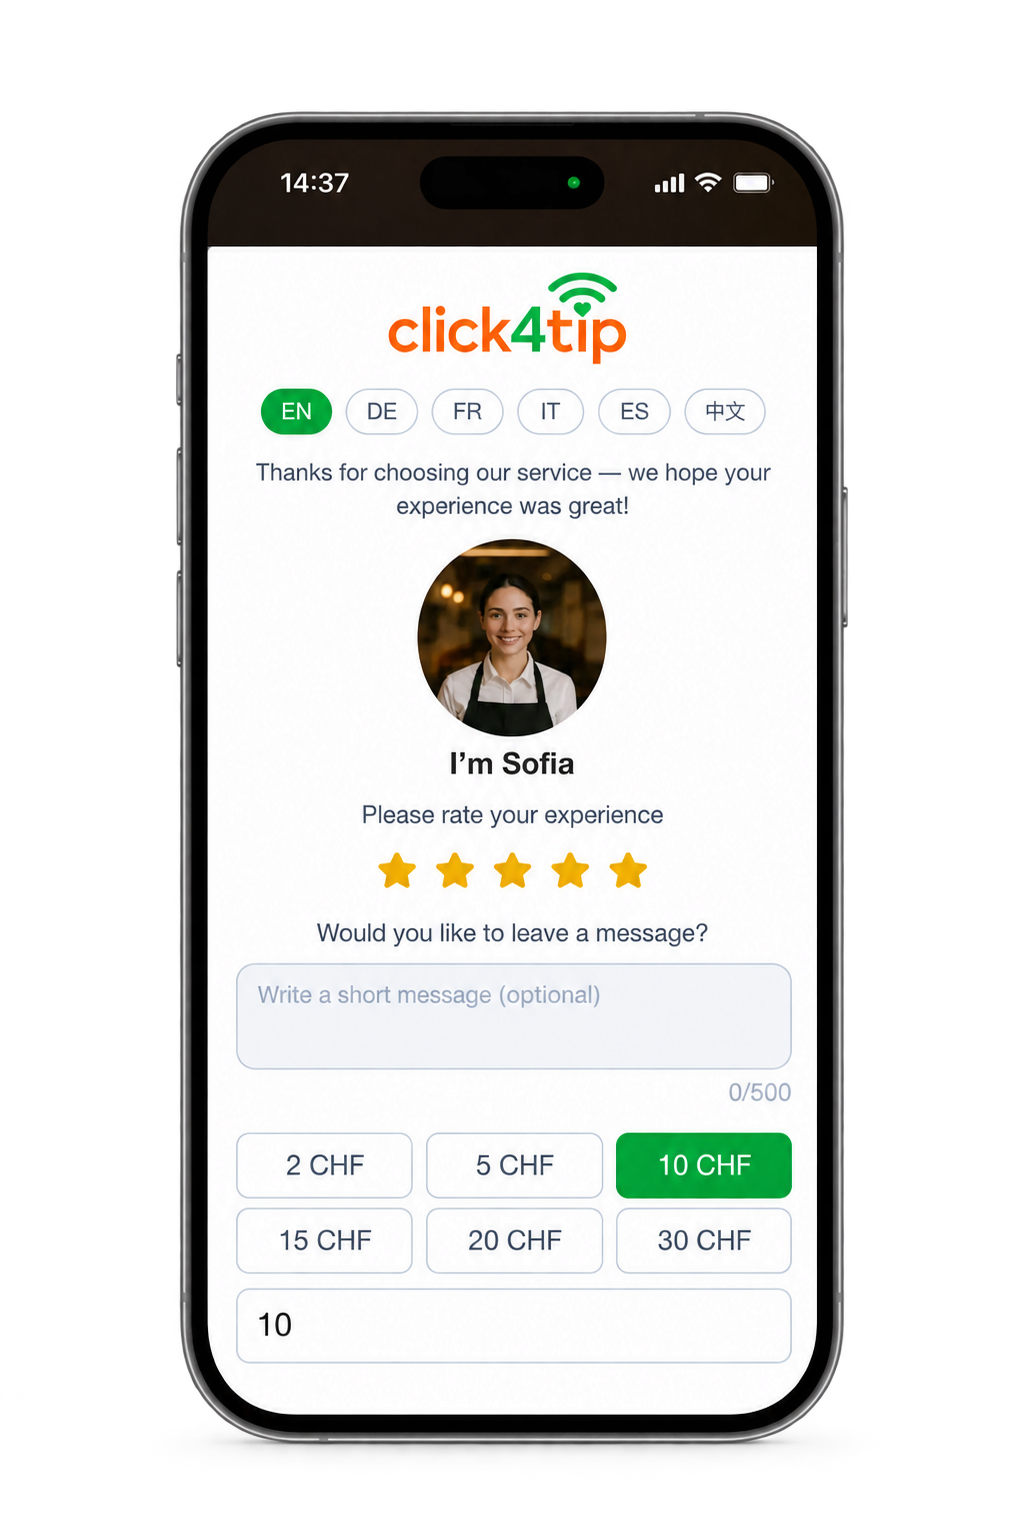 14:37
click4tip
EN DE FR IT ES 中文
Thanks for choosing our service — we hope your
experience was great!
I'm Sofia
Please rate your experience
Would you like to leave a message?
Write a short message (optional)
0/500
2 CHF 5 CHF 10 CHF
15 CHF 20 CHF 30 CHF
10